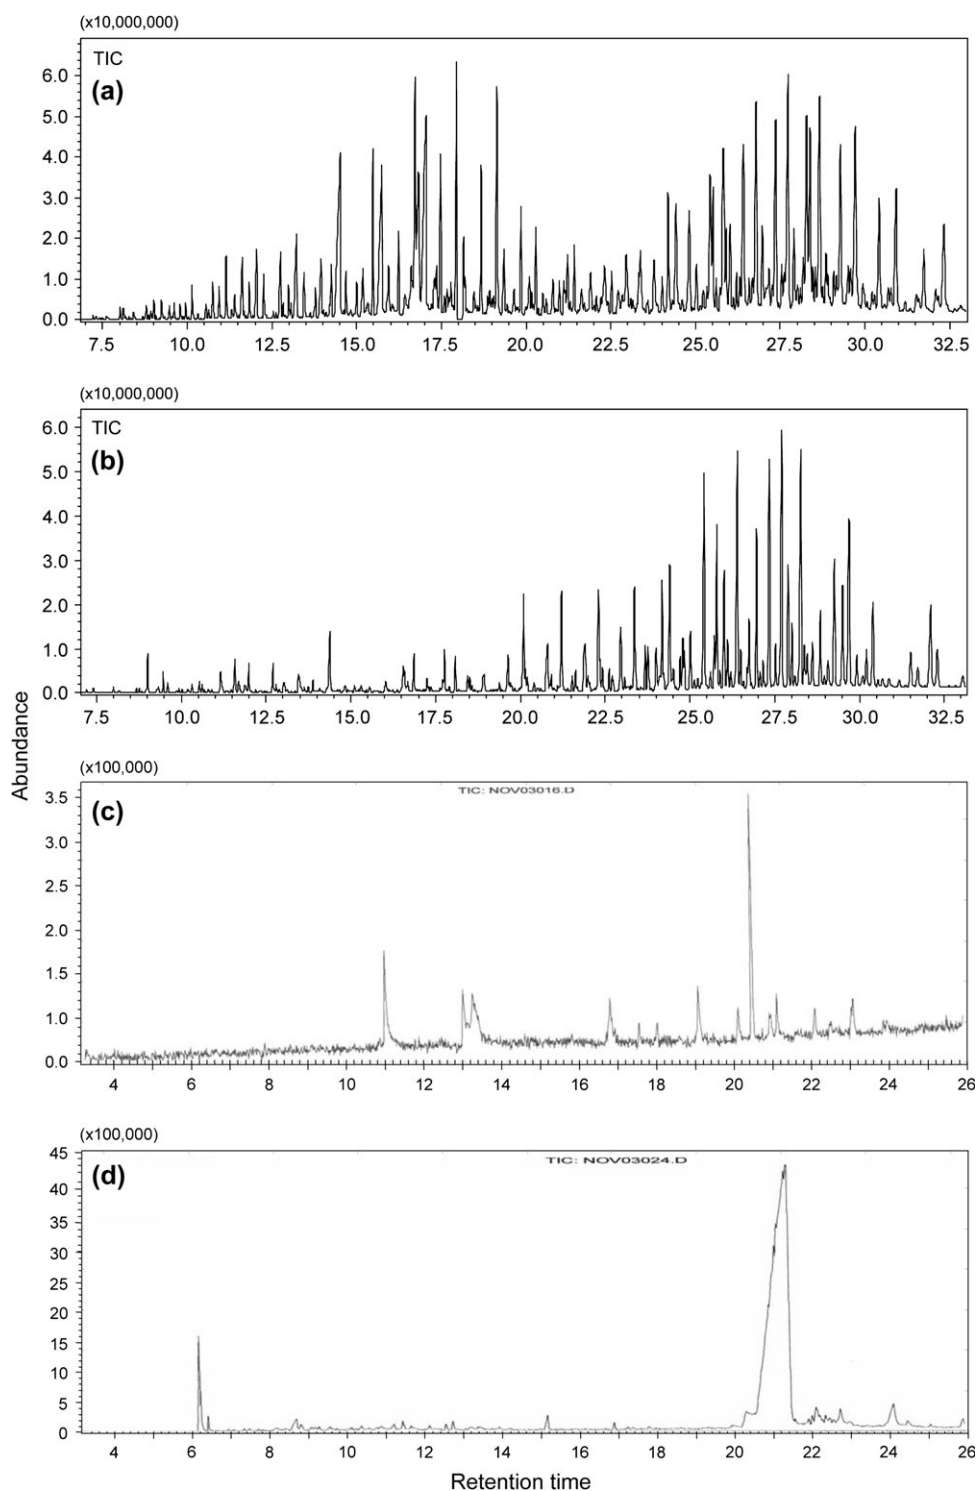 (x10,000,000)
TIC
(a)
6.0
5.0
4.0
3.0
2.0
1.0
0.0
7.5 10.0 12.5 15.0 17.5 20.0 22.5 25.0 27.5 30.0 32.5
(x10,000,000)
TIC
(b)
6.0
5.0
4.0
3.0
2.0
1.0
0.0
7.5 10.0 12.5 15.0 17.5 20.0 22.5 25.0 27.5 30.0 32.5
Abundance
(x100,000)
TIC: NOV03016.D
(c)
3.5
3.0
2.5
2.0
1.5
1.0
0.0
4 6 8 10 12 14 16 18 20 22 24 26
(x100,000)
TIC: NOV03024.D
(d)
45
40
35
30
25
20
15
10
5
0
4 6 8 10 12 14 16 18 20 22 24 26
Retention time